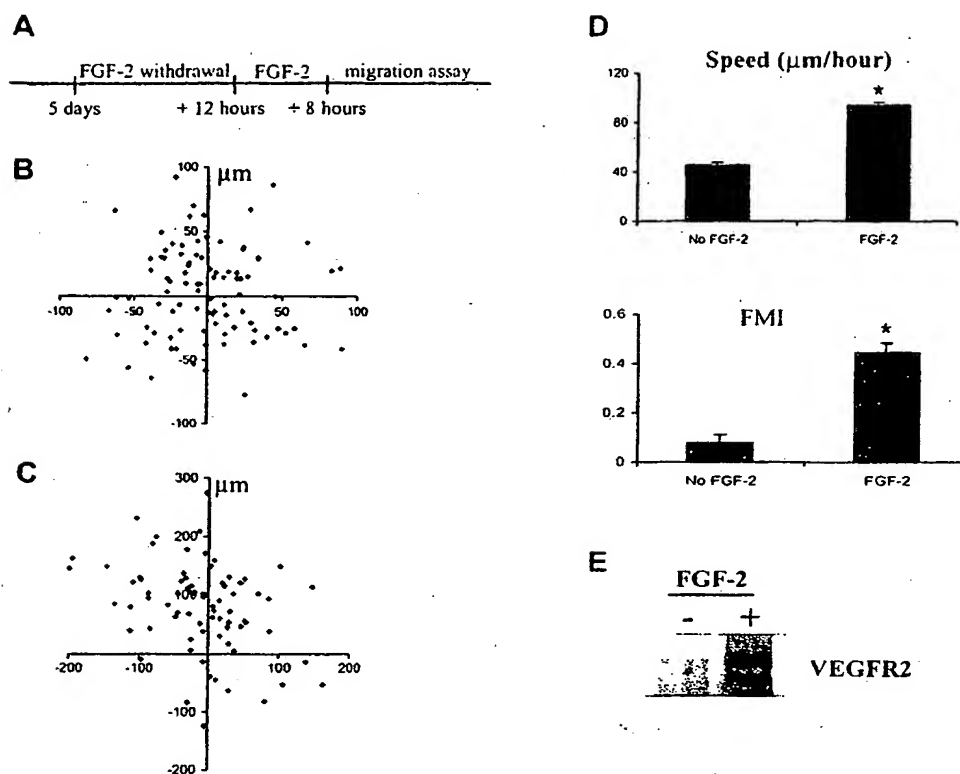 A
FGF-2 withdrawal FGF-2 migration assay
5 days + 12 hours ÷ 8 hours
B
μm
100
50
-100 -50 0 50 100
-50
-100
C
μm
300
200
100
-200 -100 0 100 200
-100
-200
D
Speed (μm/hour)
120
*
80
40
0
No FGF-2 FGF-2
FMI
0.6
*
0.4
0.2
0
No FGF-2 FGF-2
E
FGF-2
- +
VEGFR2